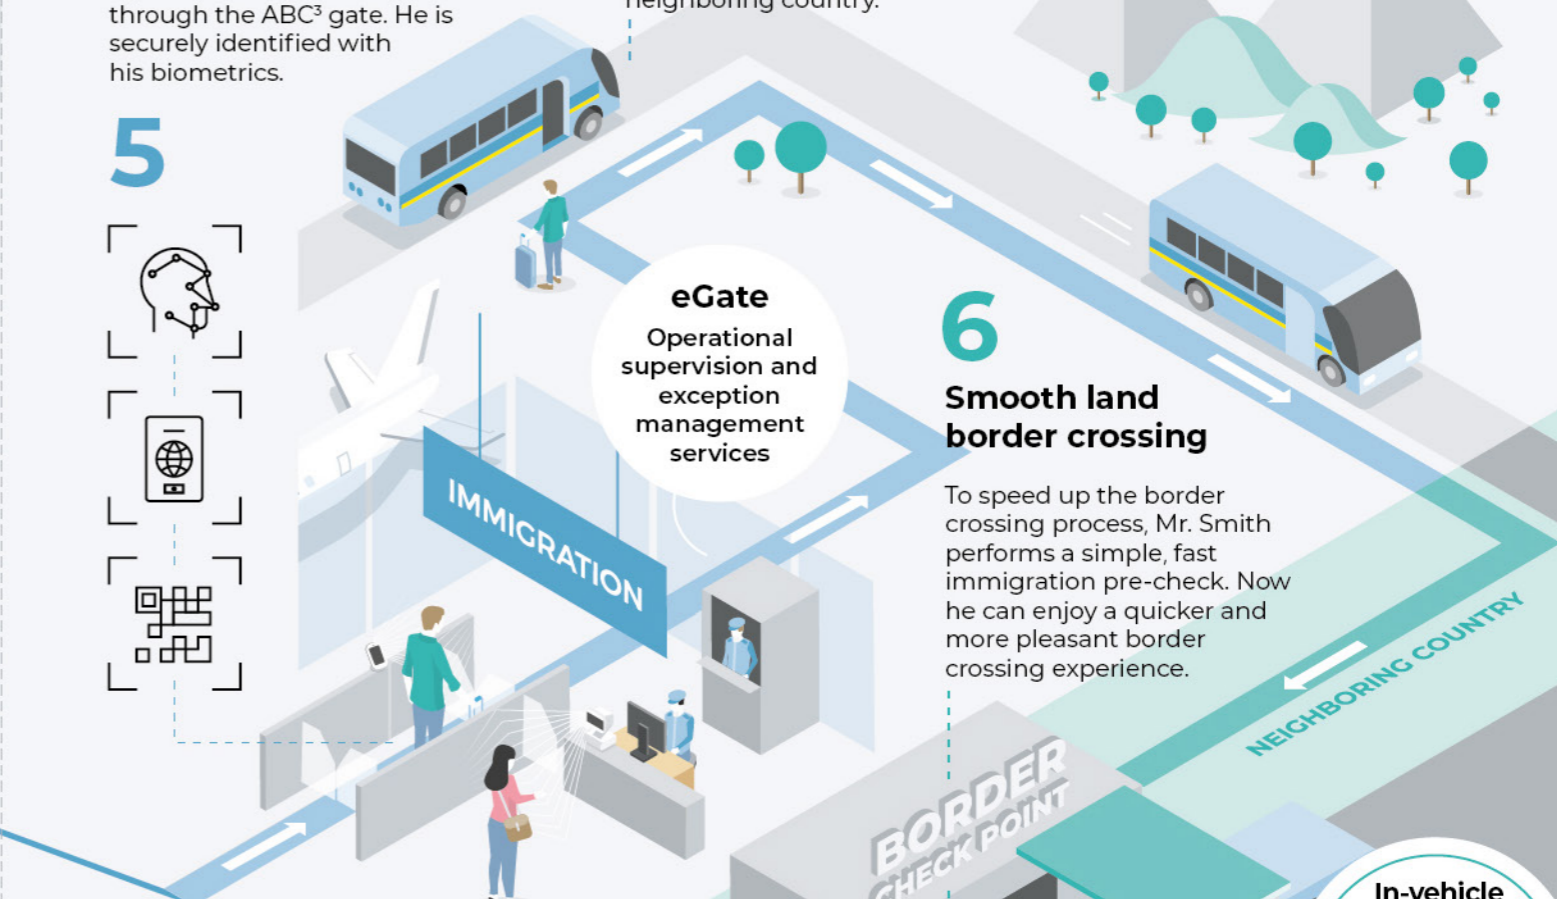 through the ABC³ gate. He is
securely identified with
his biometrics.
neighboring country.
5
eGate
Operational
supervision and
exception
management
services
IMMIGRATION
6
Smooth land
border crossing
To speed up the border
crossing process, Mr. Smith
performs a simple, fast
immigration pre-check. Now
he can enjoy a quicker and
more pleasant border
crossing experience.
NEIGHBORING COUNTRY
BORDER
CHECK POINT
In-vehicle